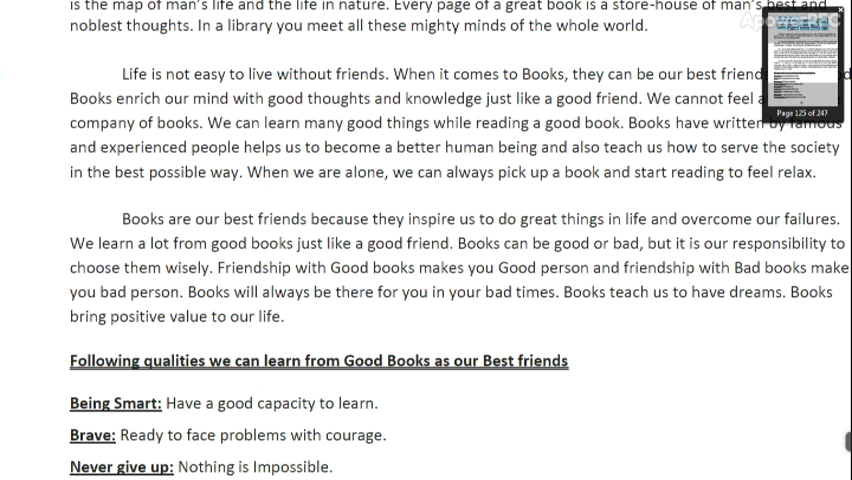 is the map of man's life and the life in nature. Every page of a great book is a store-house of man's best and
noblest thoughts. In a library you meet all these mighty minds of the whole world.
Life is not easy to live without friends. When it comes to Books, they can be our best friends
Books enrich our mind with good thoughts and knowledge just like a good friend. We cannot feel
company of books. We can learn many good things while reading a good book. Books have written by famous
and experienced people helps us to become a better human being and also teach us how to serve the society
in the best possible way. When we are alone, we can always pick up a book and start reading to feel relax.
Books are our best friends because they inspire us to do great things in life and overcome our failures.
We learn a lot from good books just like a good friend. Books can be good or bad, but it is our responsibility to
choose them wisely. Friendship with Good books makes you Good person and friendship with Bad books make
you bad person. Books will always be there for you in your bad times. Books teach us to have dreams. Books
bring positive value to our life.
Following qualities we can learn from Good Books as our Best friends
Being Smart: Have a good capacity to learn.
Brave: Ready to face problems with courage.
Never give up: Nothing is Impossible.
Page 125 of 247